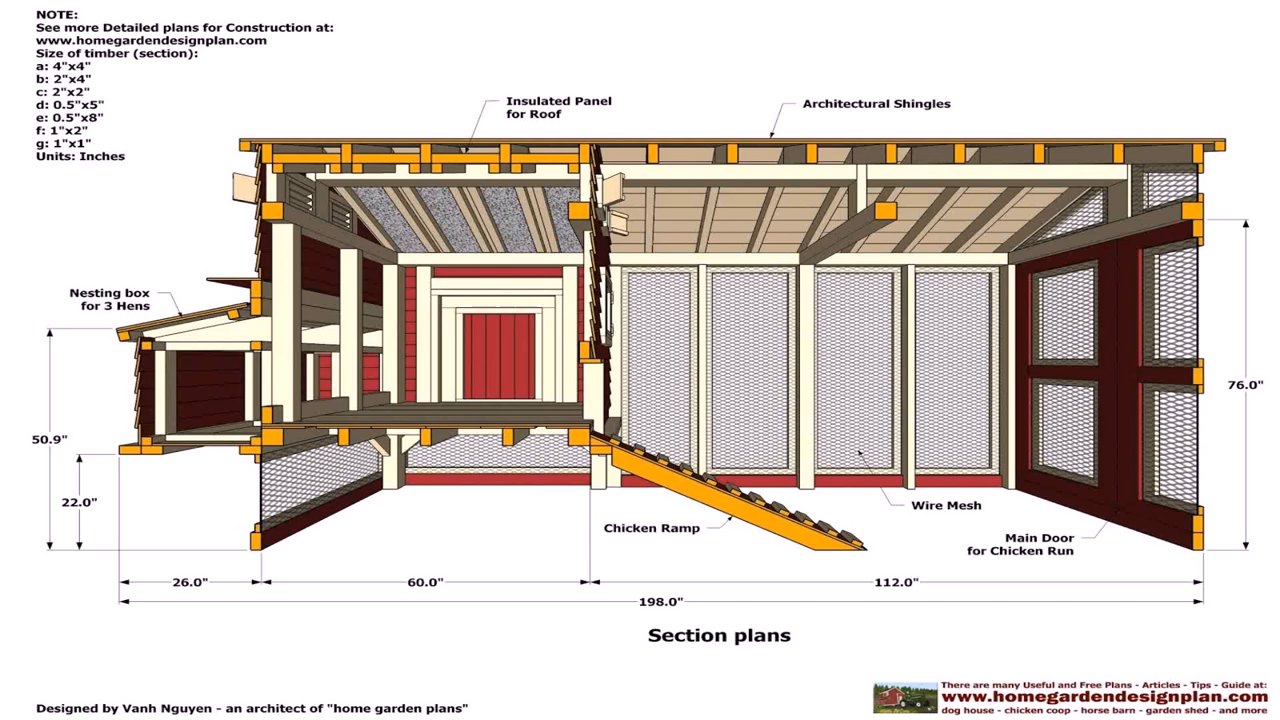 NOTE:
See more Detailed plans for Construction at:
www.homegardendesignplan.com
Size of timber (section):
a: 4"x4"
b: 2"x4"
c: 2"x2"
d: 0.5"x5"
e: 0.5"x8"
f: 1"x2"
g: 1"x1"
Units: Inches
Insulated Panel
for Roof
Architectural Shingles
Nesting box
for 3 Hens
50.9"
22.0"
76.0"
Wire Mesh
Chicken Ramp
Main Door
for Chicken Run
26.0"
60.0"
112.0"
198.0"
Section plans
Designed by Vanh Nguyen - an architect of "home garden plans"
There are many Useful and Free Plans - Articles - Tips - Guide at:
www.homegardendesignplan.com
dog house - chicken coop - horse barn - garden shed - and more